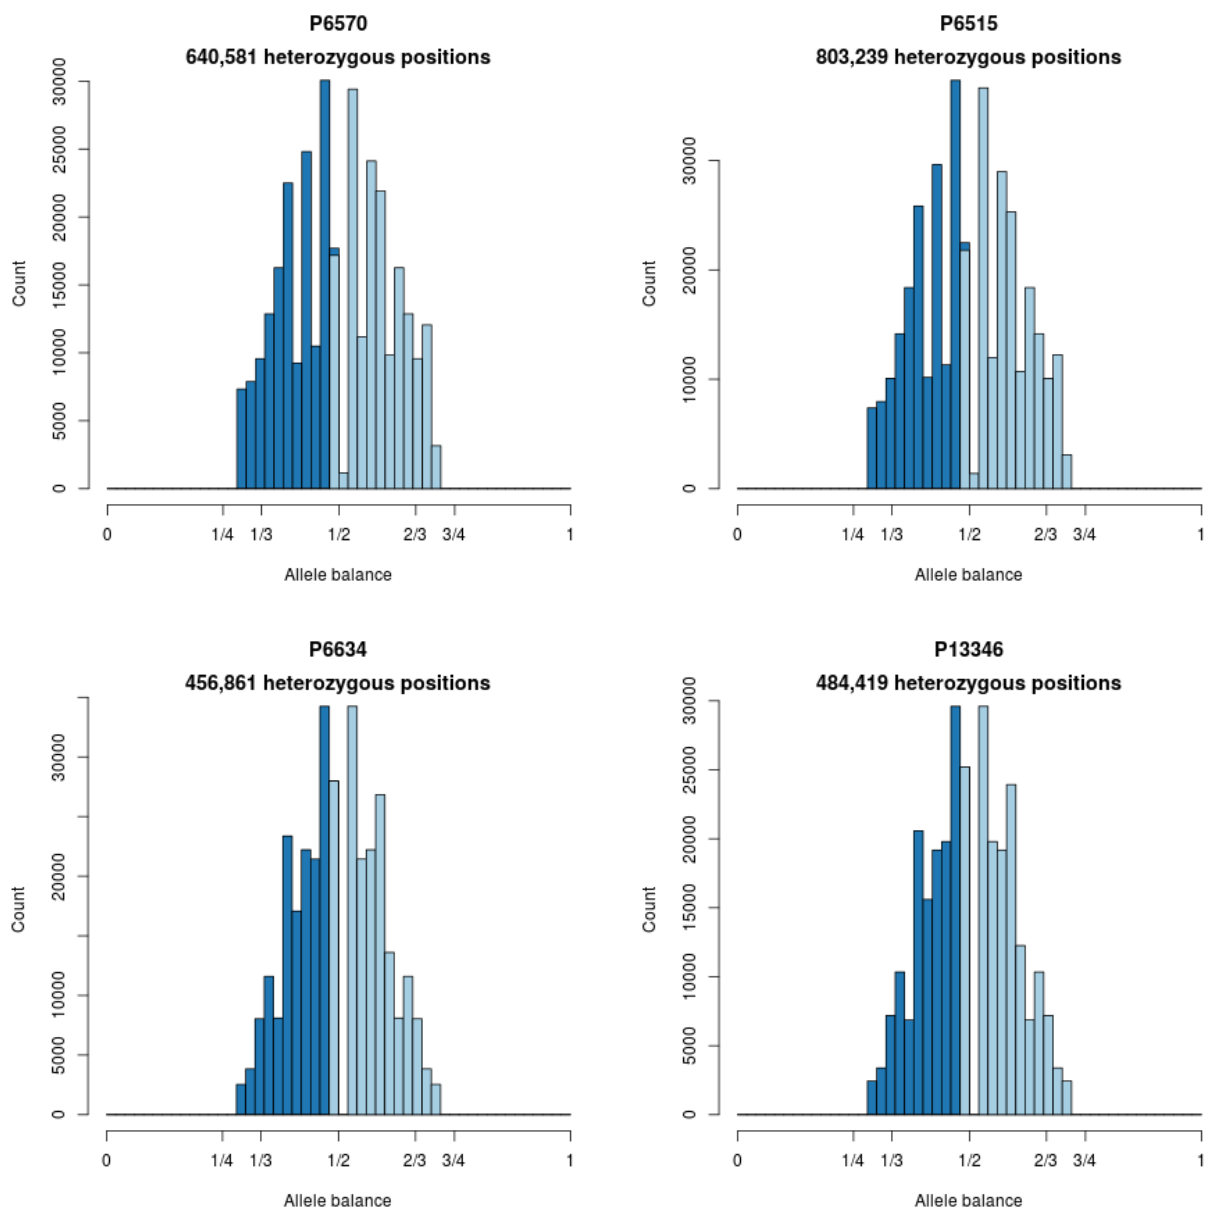 P6570
640,581 heterozygous positions
Count
0
5000
10000
15000
20000
25000
30000
0 1/4 1/3 1/2 2/3 3/4 1
Allele balance
P6515
803,239 heterozygous positions
Count
0
10000
20000
30000
0 1/4 1/3 1/2 2/3 3/4 1
Allele balance
P6634
456,861 heterozygous positions
Count
0
5000
10000
20000
30000
0 1/4 1/3 1/2 2/3 3/4 1
Allele balance
P13346
484,419 heterozygous positions
Count
0
5000
10000
15000
20000
25000
30000
0 1/4 1/3 1/2 2/3 3/4 1
Allele balance